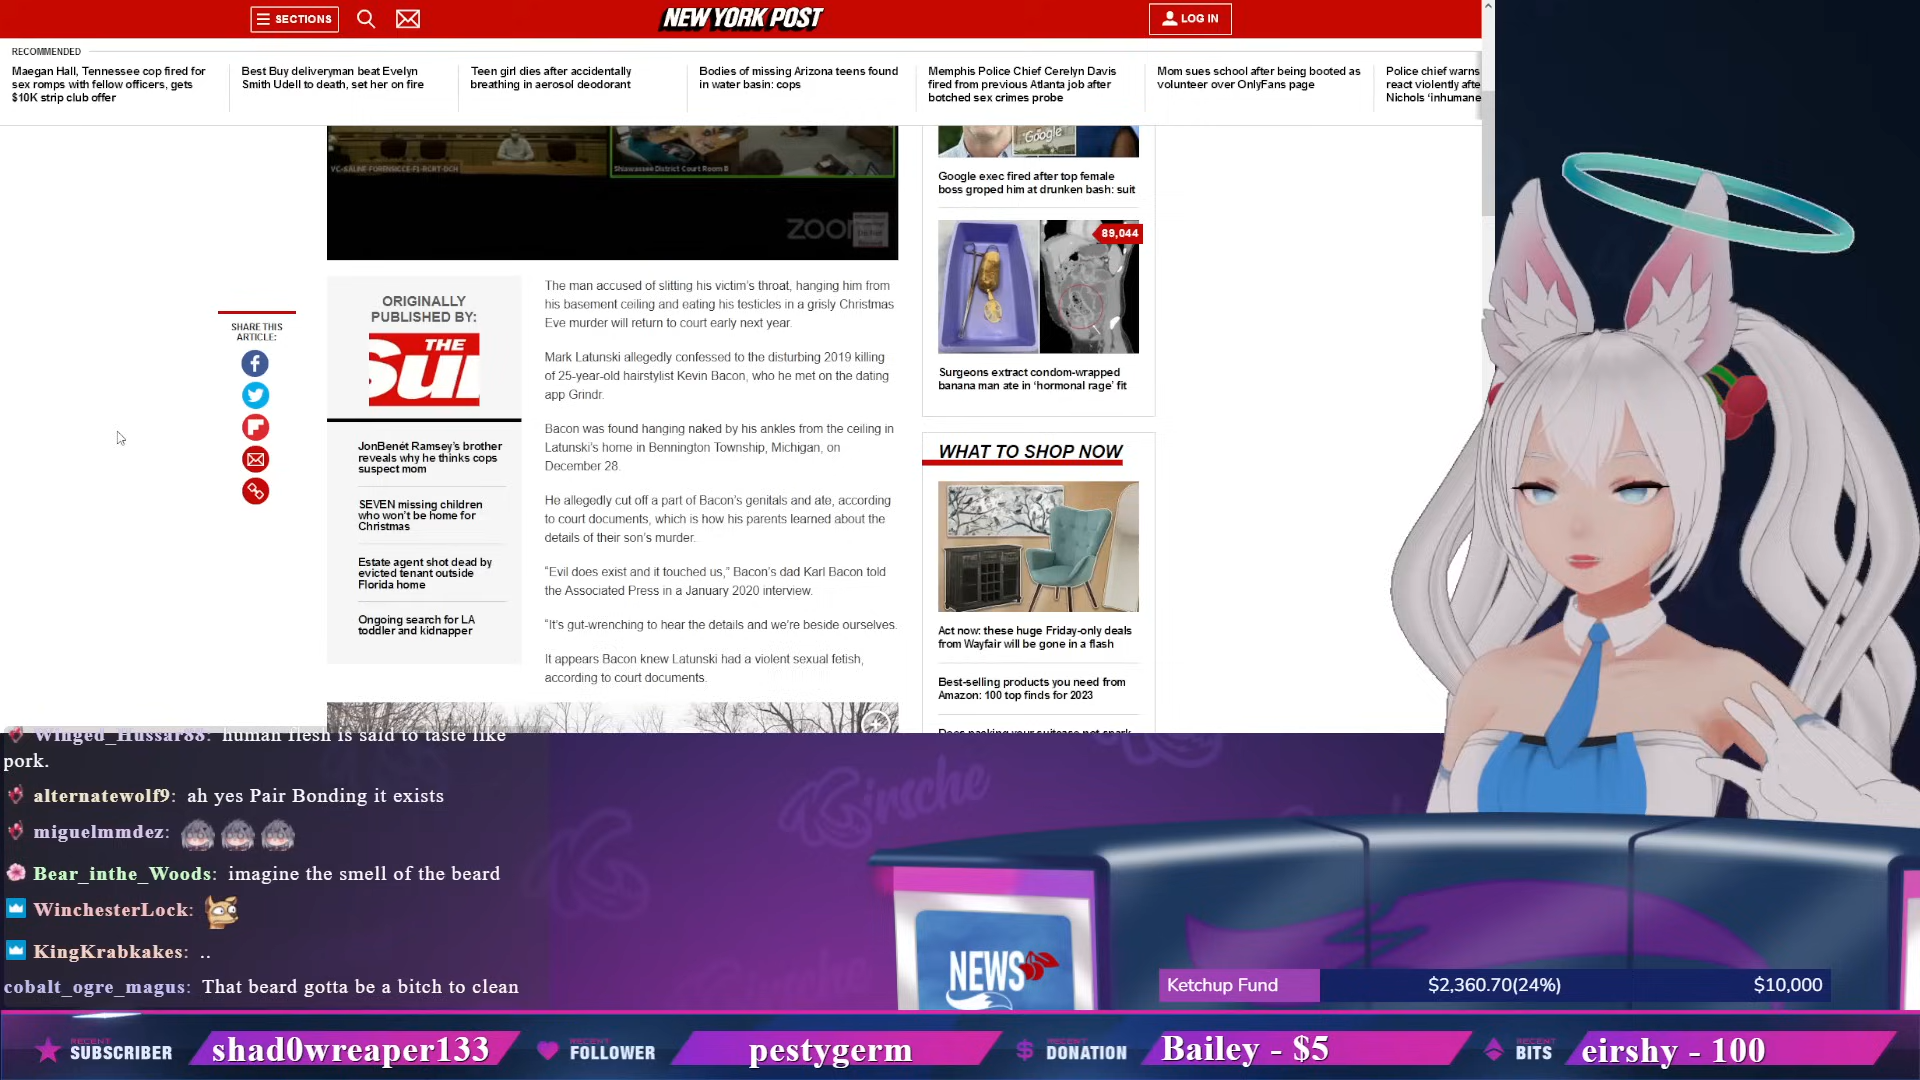 SECTIONS
NEW YORK POST
LOG IN
RECOMMENDED
Maegan Hall, Tennessee cop fired for
sex romps with fellow officers, gets
$10K strip club offer
Best Buy deliveryman beat Evelyn
Smith Udell to death, set her on fire
Teen girl dies after accidentally
breathing in aerosol deodorant
Bodies of missing Arizona teens found
in water basin: cops
Memphis Police Chief Cerelyn Davis
fired from previous Atlanta job after
botched sex crimes probe
Mom sues school after being booted as
volunteer over OnlyFans page
Police chief warns
react violently afte
Nichols 'inhumane
Shiawassee District Court Room B
zoom
SHARE THIS
ARTICLE:
ORIGINALLY
PUBLISHED BY:
THE
SU
JonBenét Ramsey's brother
reveals why he thinks cops
suspect mom
SEVEN missing children
who won't be home for
Christmas
Estate agent shot dead by
evicted tenant outside
Florida home
Ongoing search for LA
toddler and kidnapper
The man accused of slitting his victim's throat, hanging him from
his basement ceiling and eating his testicles in a grisly Christmas
Eve murder will return to court early next year.
Mark Latunski allegedly confessed to the disturbing 2019 killing
of 25-year-old hairstylist Kevin Bacon, who he met on the dating
app Grindr.
Bacon was found hanging naked by his ankles from the ceiling in
Latunski's home in Bennington Township, Michigan, on
December 28.
He allegedly cut off a part of Bacon's genitals and ate, according
to court documents, which is how his parents learned about the
details of their son's murder.
“Evil does exist and it touched us,” Bacon's dad Karl Bacon told
the Associated Press in a January 2020 interview.
“It's gut-wrenching to hear the details and we're beside ourselves.
It appears Bacon knew Latunski had a violent sexual fetish,
according to court documents.
Google
Google exec fired after top female
boss groped him at drunken bash: suit
89,044
Surgeons extract condom-wrapped
banana man ate in 'hormonal rage' fit
WHAT TO SHOP NOW
Act now: these huge Friday-only deals
from Wayfair will be gone in a flash
Best-selling products you need from
Amazon: 100 top finds for 2023
Winged_Hussar88: human flesh is said to taste like
pork.
alternatewolf9: ah yes Pair Bonding it exists
miguelmmdez:
Bear_inthe_Woods: imagine the smell of the beard
WinchesterLock:
KingKrabkakes: ..
cobalt_ogre_magus: That beard gotta be a bitch to clean
Girsche
NEWS
Ketchup Fund
$2,360.70(24%)
$10,000
RECENT
SUBSCRIBER
shad0wreaper133
RECENT
FOLLOWER
pestygerm
RECENT
DONATION
Bailey - $5
RECENT
BITS
eirshy - 100